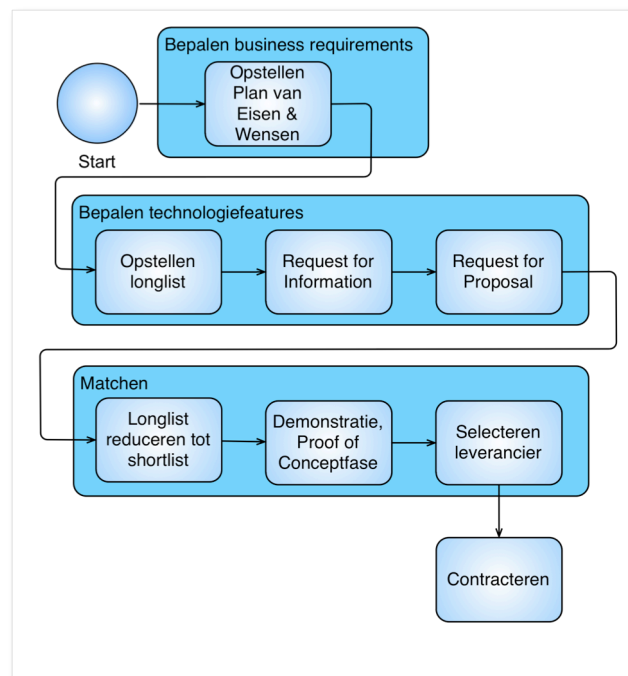 Bepalen business requirements
Opstellen
Plan van
Eisen &
Wensen
Start
Bepalen technologiefeatures
Opstellen
longlist
Request for
Information
Request for
Proposal
Matchen
Longlist
reduceren tot
shortlist
Demonstratie,
Proof of
Conceptfase
Selecteren
leverancier
Contracteren